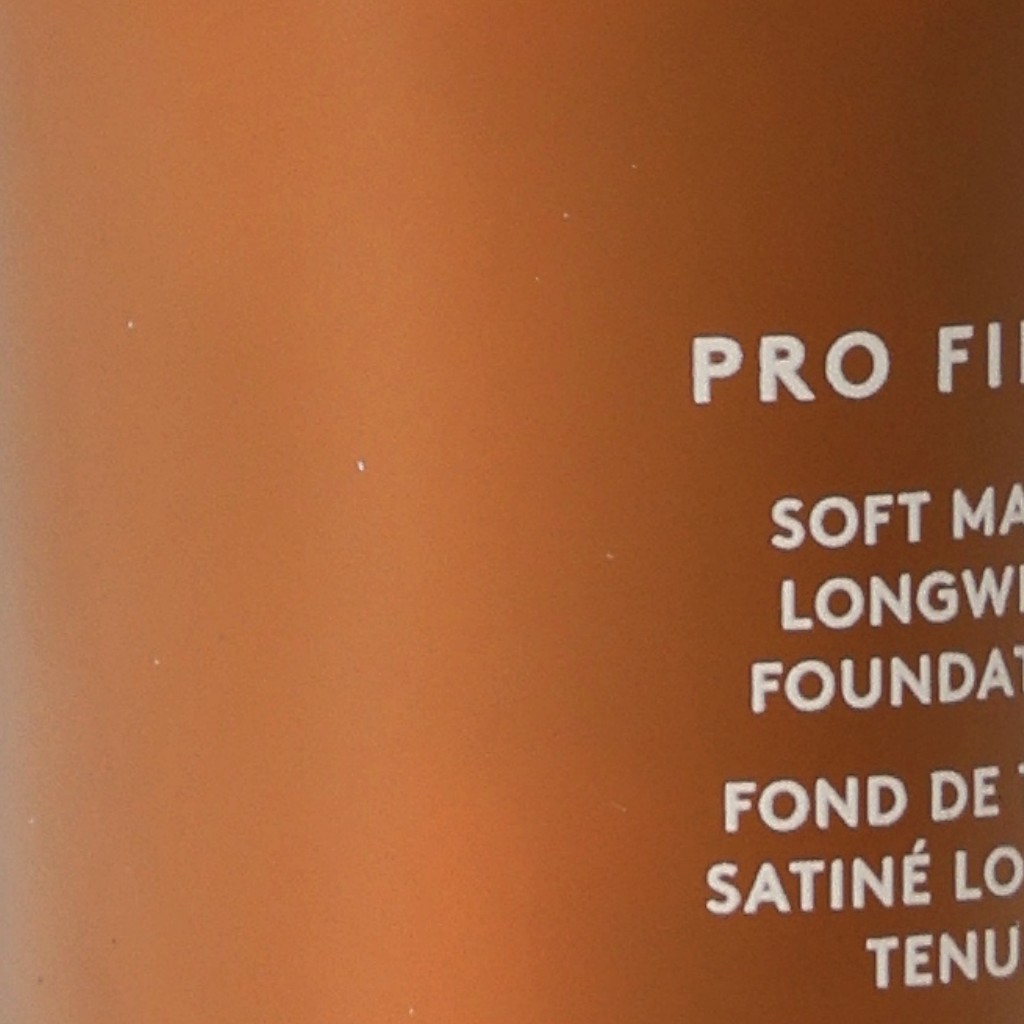 PRO FI
SOFT MA
LONGW
FOUNDAT
FOND DE
SATINÉ LO
TENU